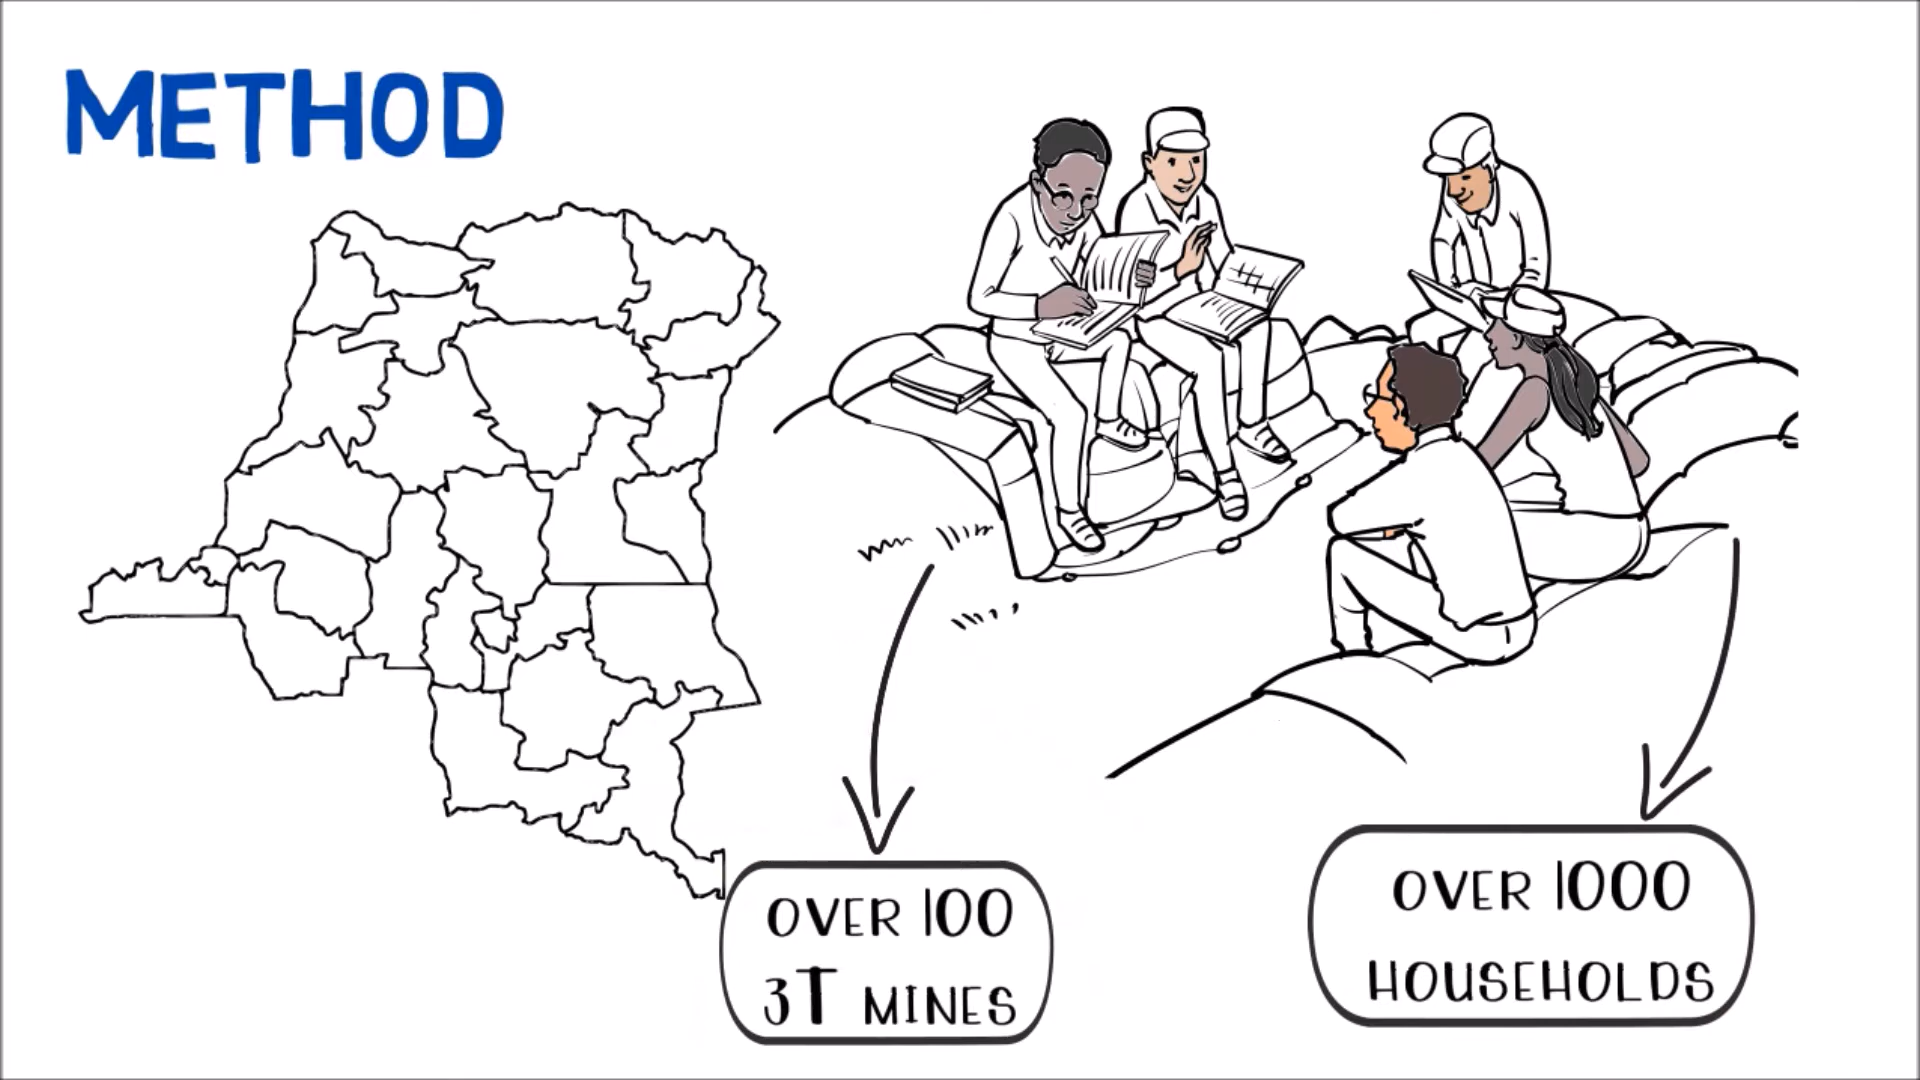 METHOD
OVER 100
3T MINES
OVER 1000
HOUSEHOLDS